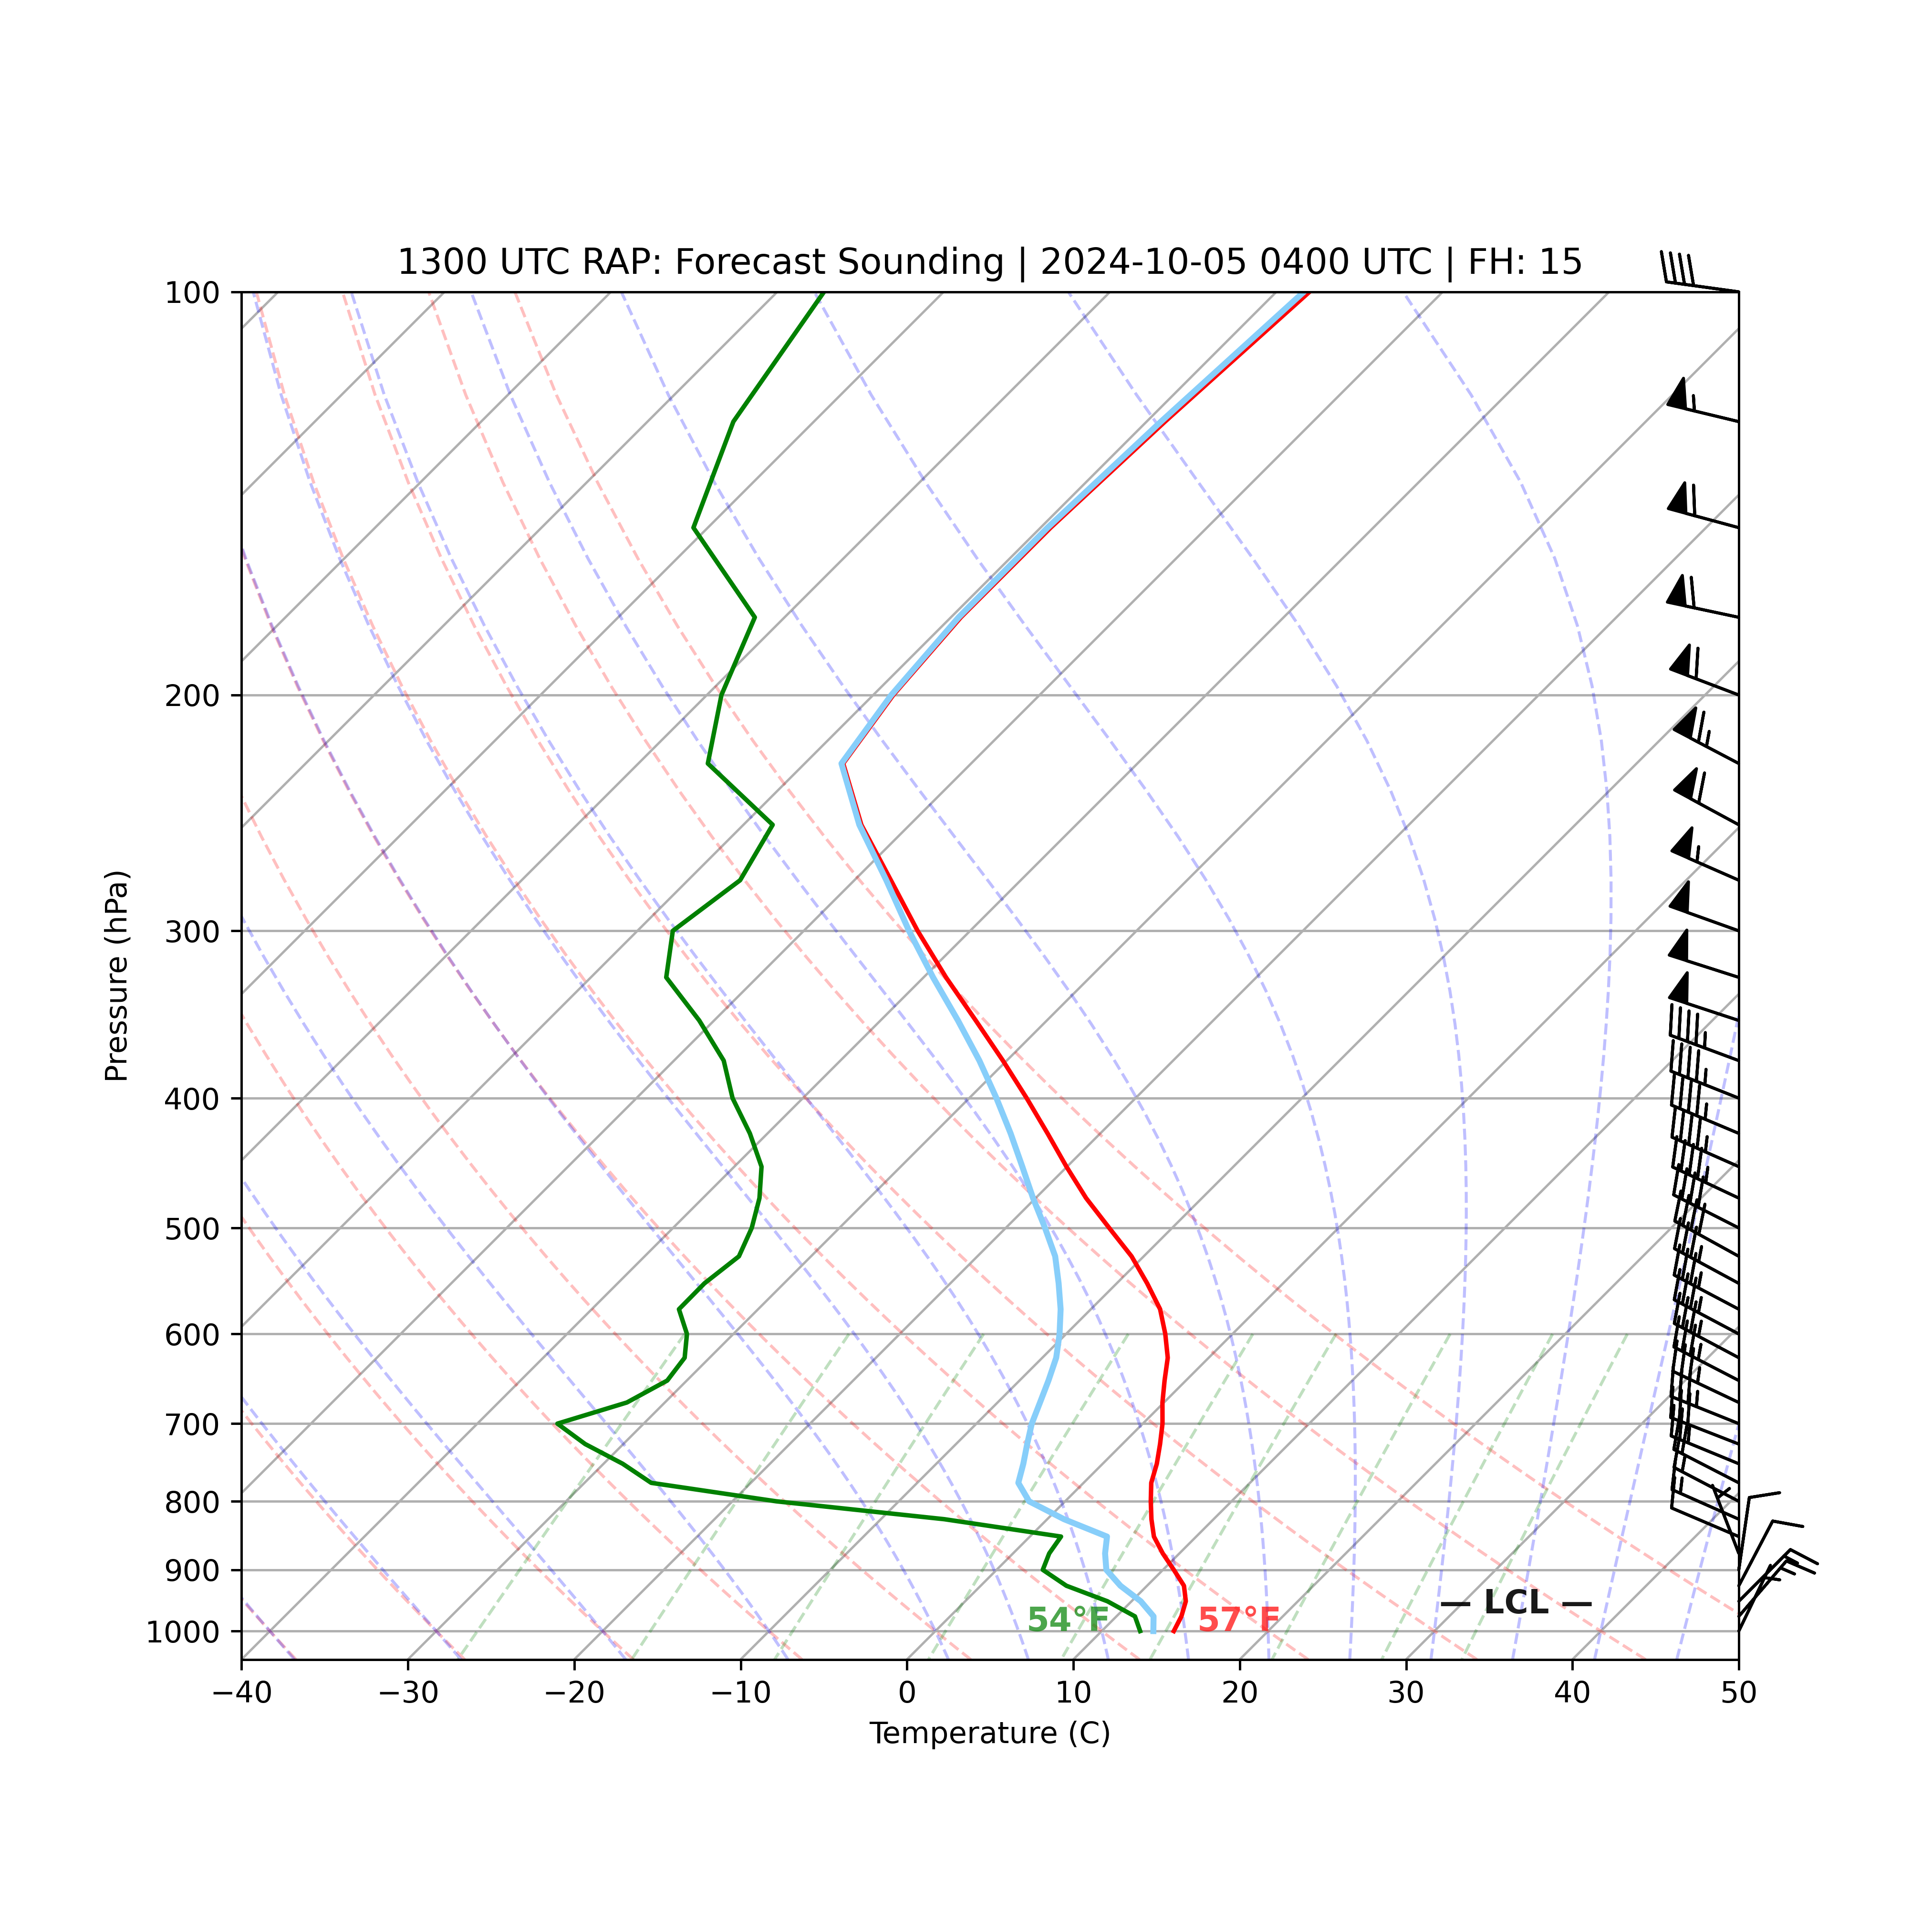 1300 UTC RAP: Forecast Sounding | 2024-10-05 0400 UTC | FH: 15
100
200
300
400
500
600
700
800
900
1000
Pressure (hPa)
54°F
57°F
— LCL —
−40 −30 −20 −10 0 10 20 30 40 50
Temperature (C)